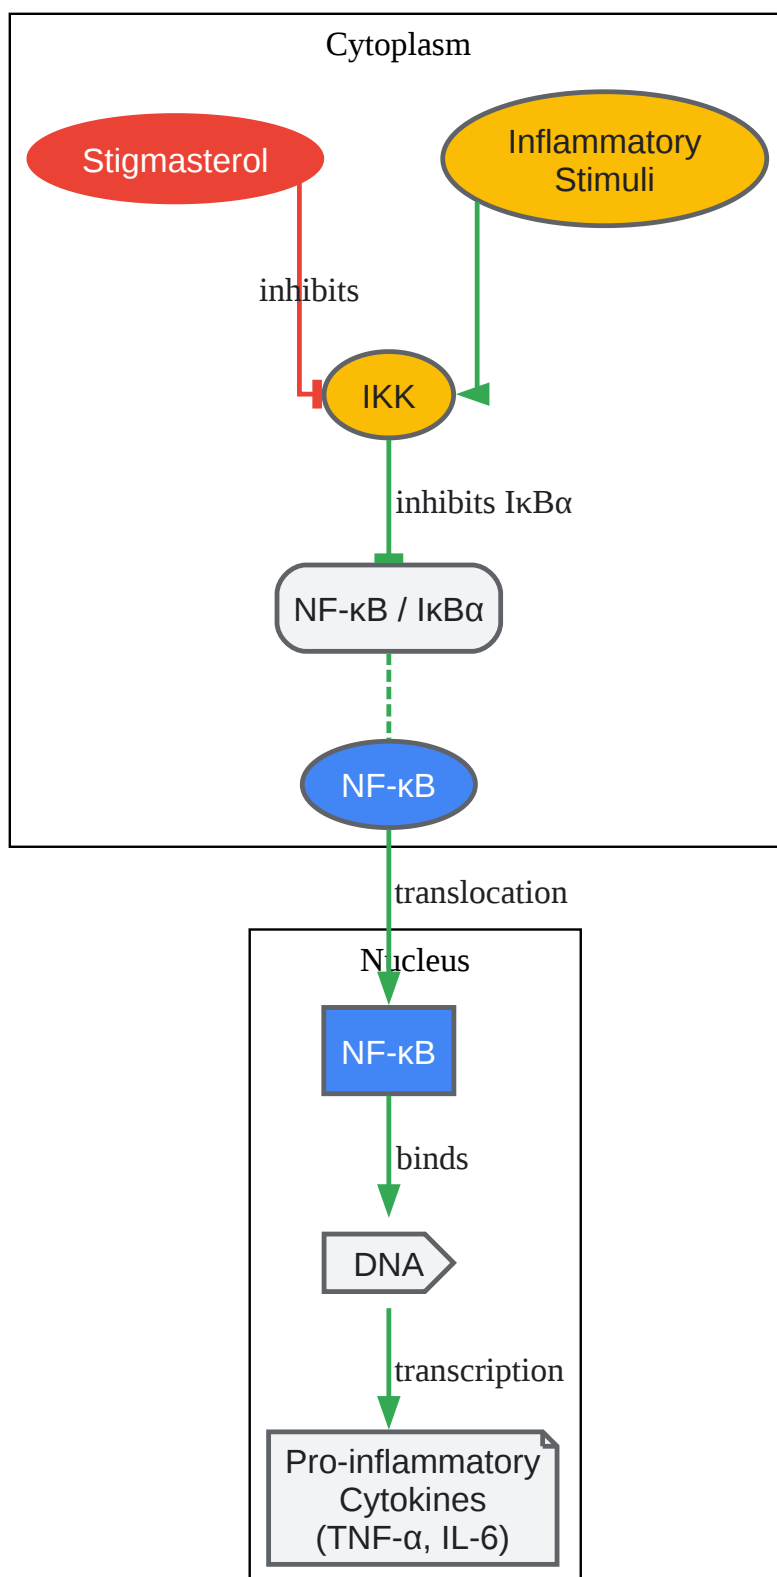 Cytoplasm
Stigmasterol
Inflammatory
Stimuli
inhibits
IKK
inhibits IκBα
NF-κB / IκBα
NF-κB
translocation
Nucleus
NF-κB
binds
DNA
transcription
Pro-inflammatory
Cytokines
(TNF-α, IL-6)